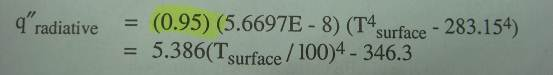 q″radiative = (0.95) (5.6697E - 8) (T⁴surface - 283.15⁴)
= 5.386(Tsurface / 100)⁴ - 346.3